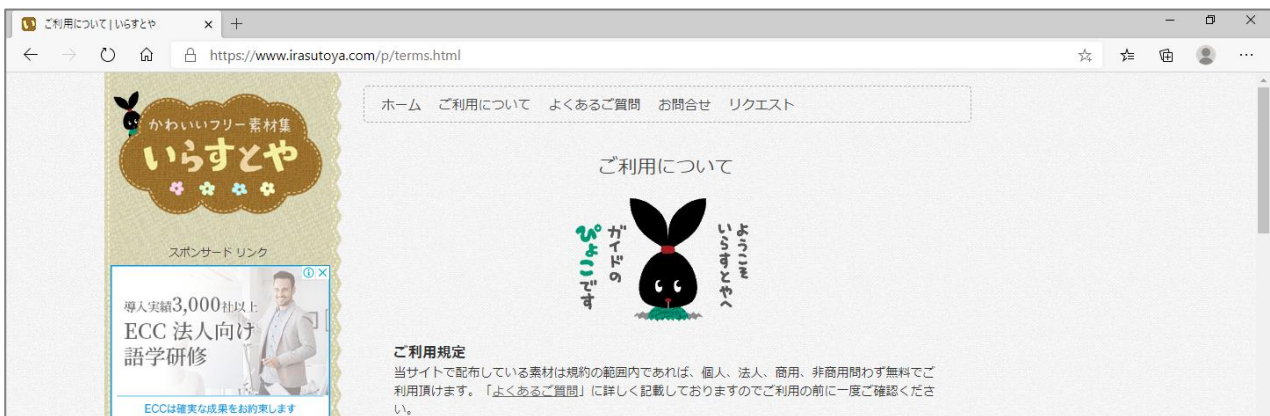 ご利用について | いらすとや
https://www.irasutoya.com/p/terms.html
かわいいフリー素材集
いらすとや
スポンサード リンク
導入実績3,000社以上
ECC 法人向け
語学研修
ECCは確実な成果をお約束します
ホーム ご利用について よくあるご質問 お問合せ リクエスト
ご利用について
ようこそ
いらすとやへ
ガイドの
ぴょこです
ご利用規定
当サイトで配布している素材は規約の範囲内であれば、個人、法人、商用、非商用問わず無料でご
利用頂けます。「よくあるご質問」に詳しく記載しておりますのでご利用の前に一度ご確認くださ
い。